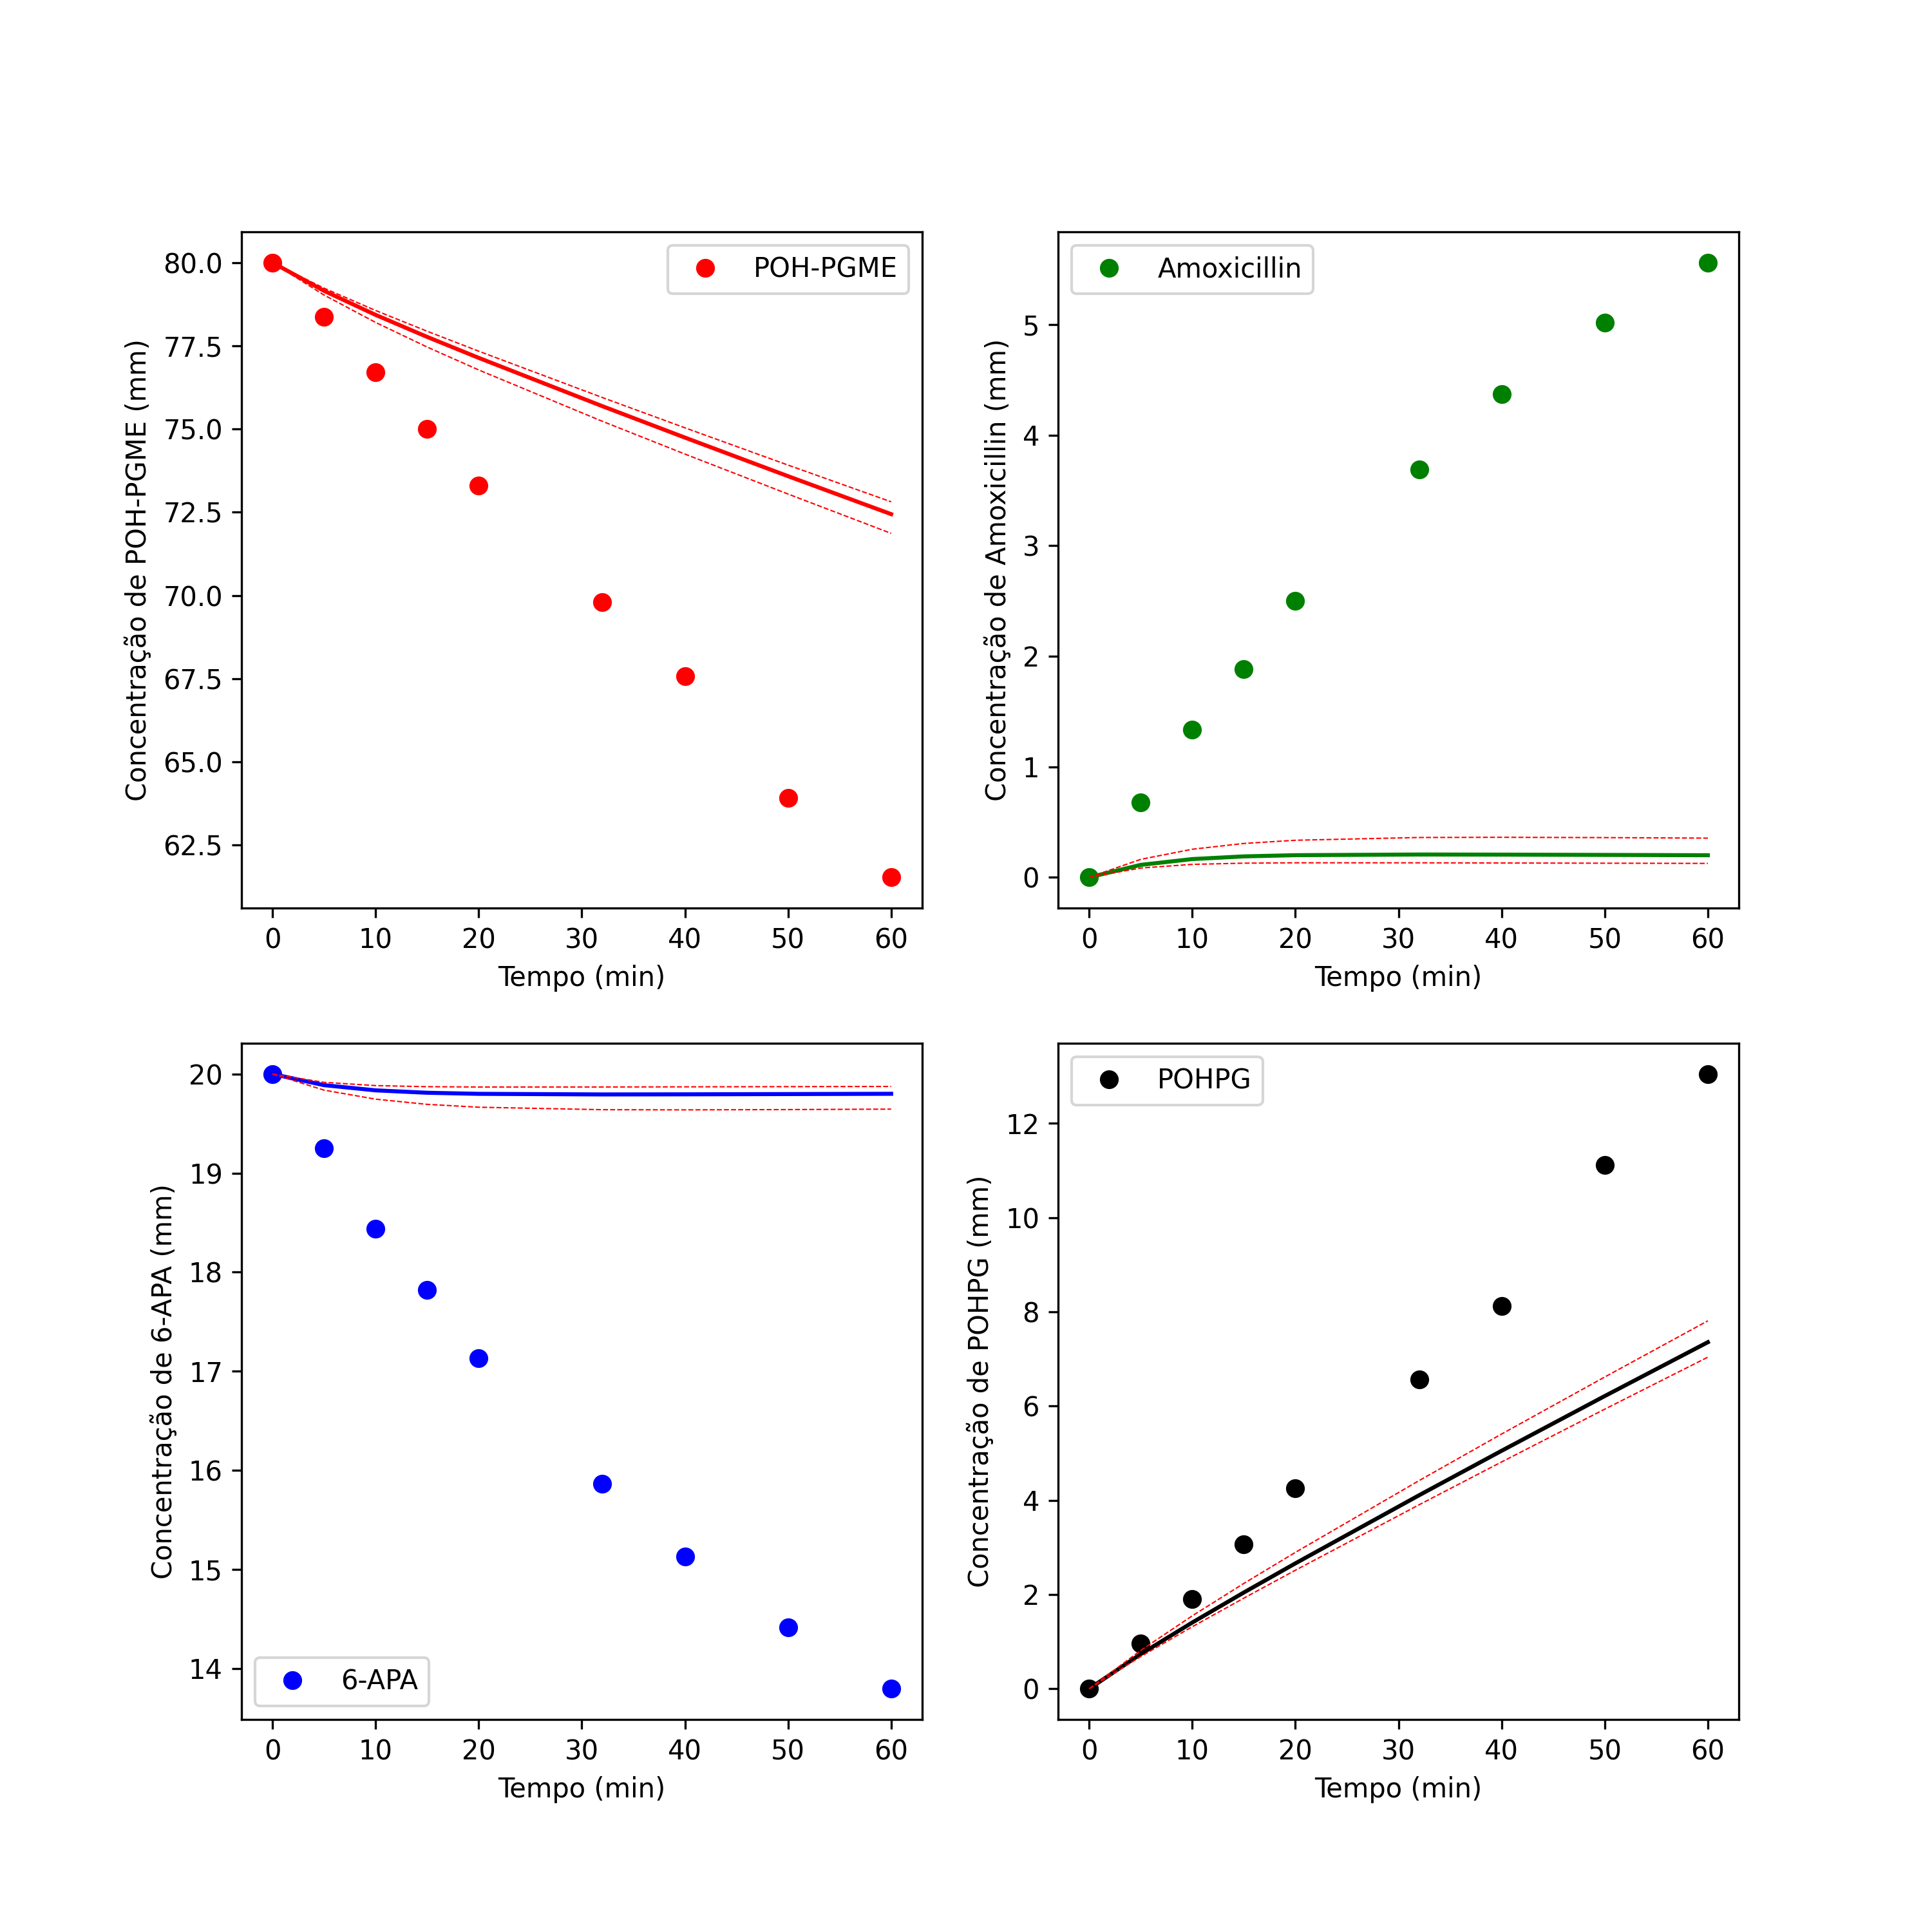 POH-PGME
Concentração de POH-PGME (mm)
80.0
77.5
75.0
72.5
70.0
67.5
65.0
62.5
0 10 20 30 40 50 60
Tempo (min)
Amoxicillin
Concentração de Amoxicillin (mm)
5
4
3
2
1
0
0 10 20 30 40 50 60
Tempo (min)
Concentração de 6-APA (mm)
20
19
18
17
16
15
14
6-APA
0 10 20 30 40 50 60
Tempo (min)
POHPG
Concentração de POHPG (mm)
12
10
8
6
4
2
0
0 10 20 30 40 50 60
Tempo (min)